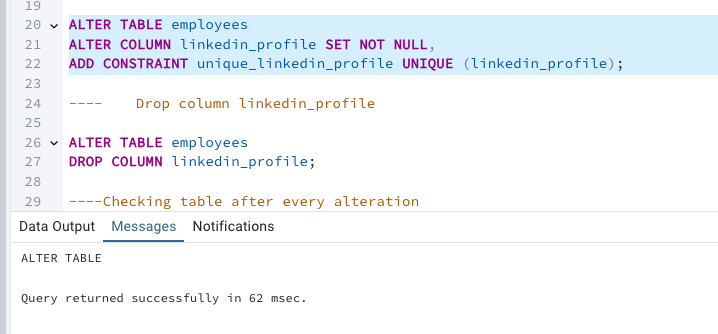 19
20 ALTER TABLE employees
21 ALTER COLUMN linkedin_profile SET NOT NULL,
22 ADD CONSTRAINT unique_linkedin_profile UNIQUE (linkedin_profile);
23
24 ---- Drop column linkedin_profile
25
26 ALTER TABLE employees
27 DROP COLUMN linkedin_profile;
28
29 ----Checking table after every alteration
Data Output Messages Notifications
ALTER TABLE
Query returned successfully in 62 msec.